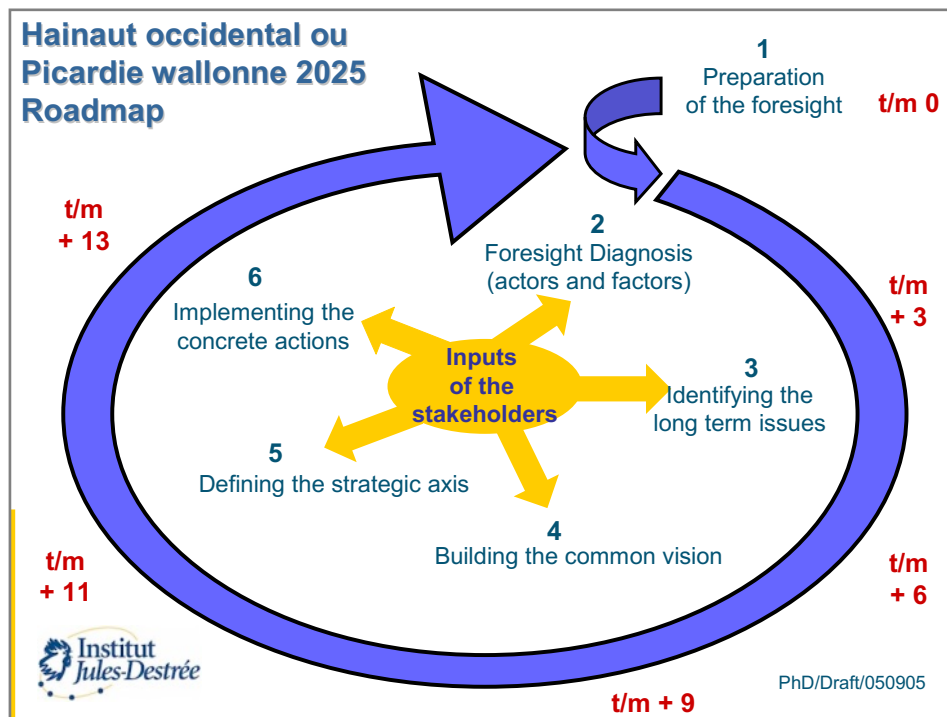 Hainaut occidental ou
Picardie wallonne 2025
Roadmap
1
Preparation
of the foresight
t/m 0
t/m
+ 13
2
Foresight Diagnosis
(actors and factors)
6
Implementing the
concrete actions
t/m
+ 3
Inputs
of the
stakeholders
3
Identifying the
long term issues
5
Defining the strategic axis
4
Building the common vision
t/m
+ 11
t/m
+ 6
Institut
Jules-Destrée
t/m + 9
PhD/Draft/050905